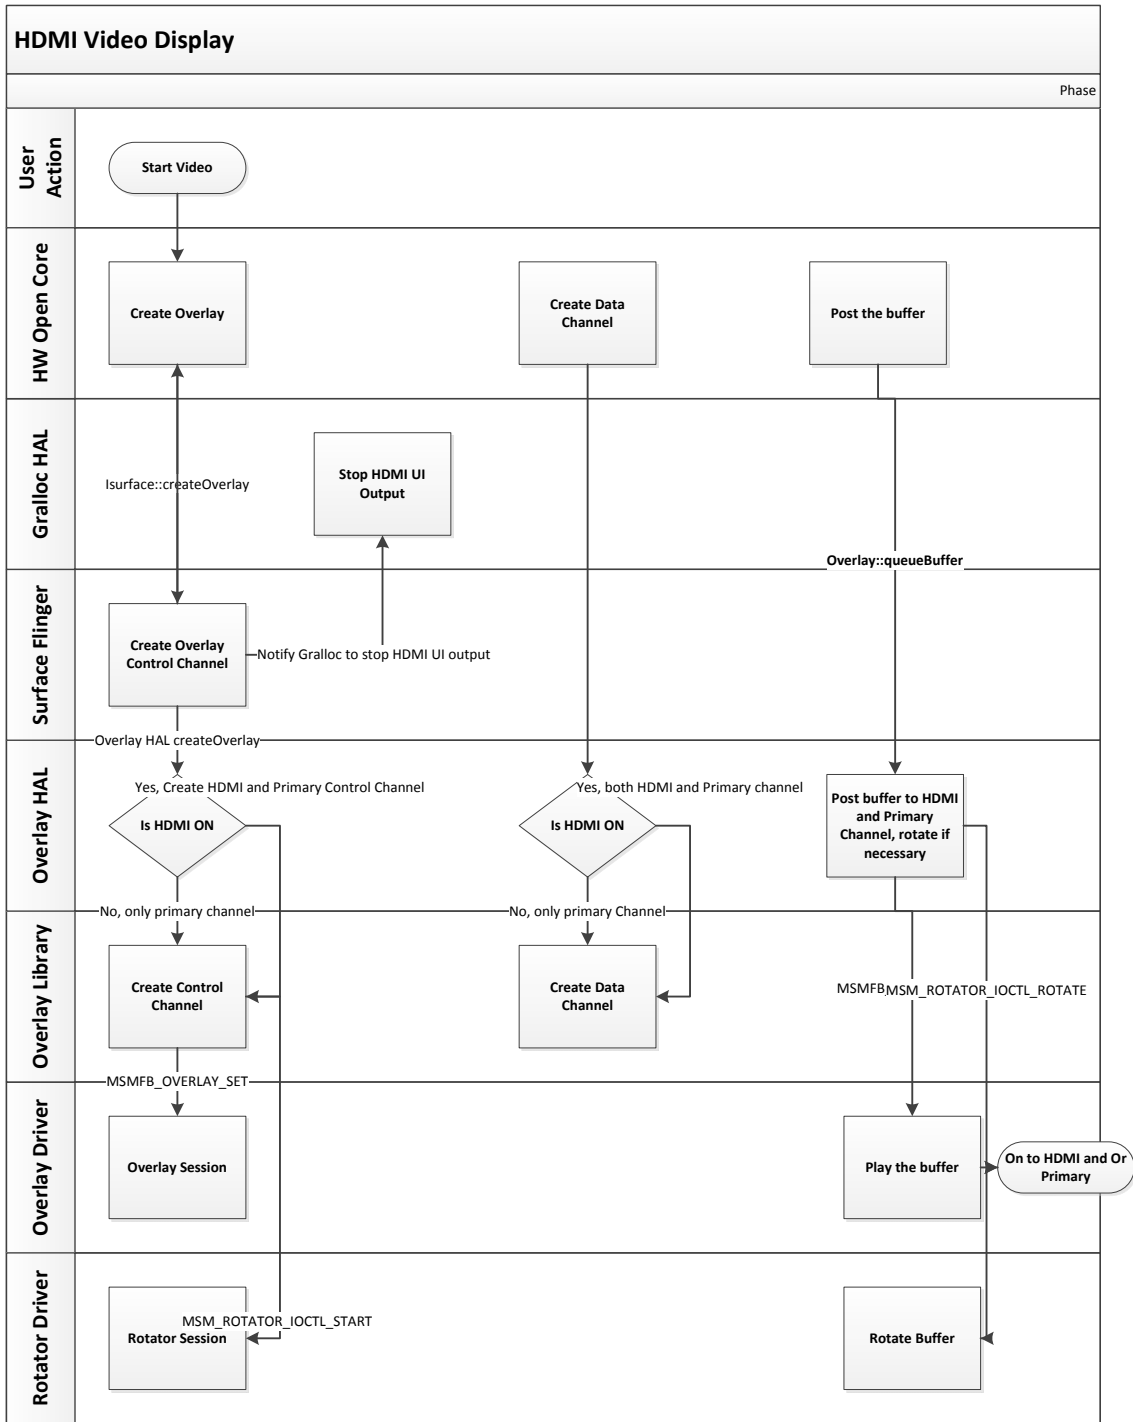 HDMI Video Display
Phase
User
Action
Start Video
HW Open Core
Create Overlay
Create Data
Channel
Post the buffer
Gralloc HAL
Isurface::createOverlay
Stop HDMI UI
Output
Overlay::queueBuffer
Surface Flinger
Create Overlay
Control Channel
Notify Gralloc to stop HDMI UI output
Overlay HAL createOverlay
Overlay HAL
Yes, Create HDMI and Primary Control Channel
Is HDMI ON
Yes, both HDMI and Primary channel
Is HDMI ON
Post buffer to HDMI
and Primary
Channel, rotate if
necessary
No, only primary channel
No, only primary Channel
Overlay Library
Create Control
Channel
Create Data
Channel
MSMFB
MSM_ROTATOR_IOCTL_ROTATE
MSMFB_OVERLAY_SET
Overlay Driver
Overlay Session
Play the buffer
On to HDMI and Or
Primary
Rotator Driver
MSM_ROTATOR_IOCTL_START
Rotator Session
Rotate Buffer